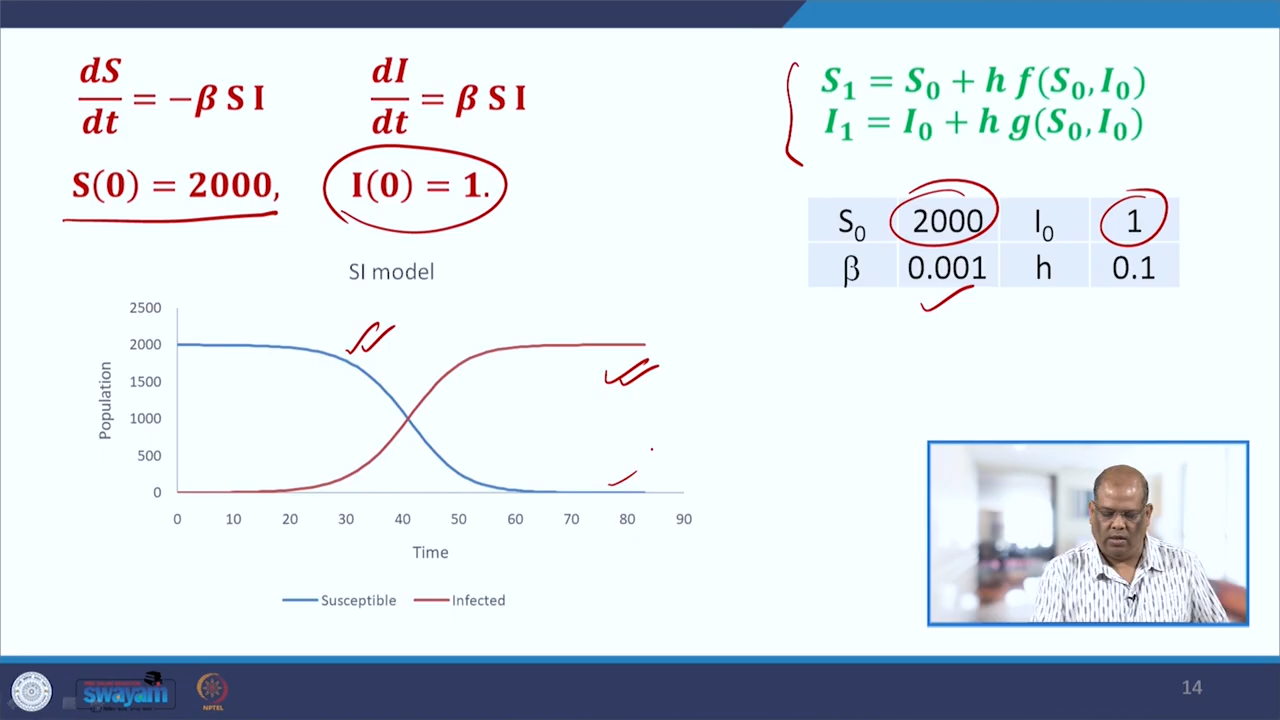 dS/dt = −β S I
dI/dt = β S I
S(0) = 2000,
I(0) = 1.
S₁ = S₀ + h f(S₀, I₀)
I₁ = I₀ + h g(S₀, I₀)
S₀ 2000 I₀ 1
β 0.001 h 0.1
SI model
2500
2000
1500
1000
500
0
Population
0 10 20 30 40 50 60 70 80 90
Time
Susceptible Infected
swayam
NPTEL
14